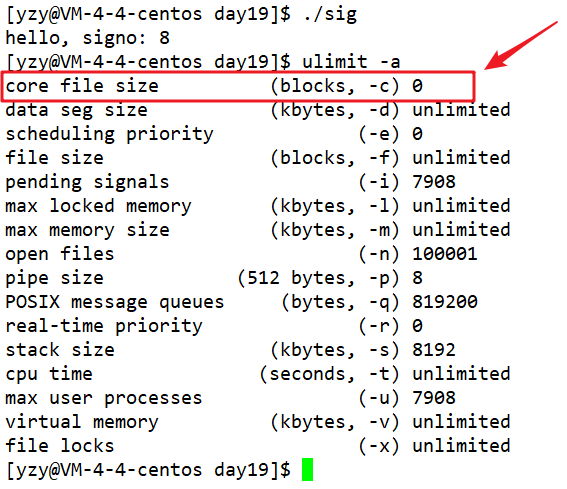 [yzy@VM-4-4-centos day19]$ ./sig
hello, signo: 8
[yzy@VM-4-4-centos day19]$ ulimit -a
core file size (blocks, -c) 0
data seg size (kbytes, -d) unlimited
scheduling priority (-e) 0
file size (blocks, -f) unlimited
pending signals (-i) 7908
max locked memory (kbytes, -l) unlimited
max memory size (kbytes, -m) unlimited
open files (-n) 100001
pipe size (512 bytes, -p) 8
POSIX message queues (bytes, -q) 819200
real-time priority (-r) 0
stack size (kbytes, -s) 8192
cpu time (seconds, -t) unlimited
max user processes (-u) 7908
virtual memory (kbytes, -v) unlimited
file locks (-x) unlimited
[yzy@VM-4-4-centos day19]$